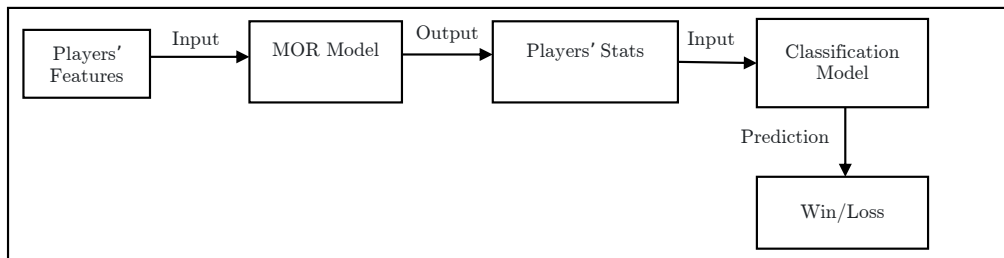 Players′
Features
Input
MOR Model
Output
Players′ Stats
Input
Classification
Model
Prediction
Win/Loss